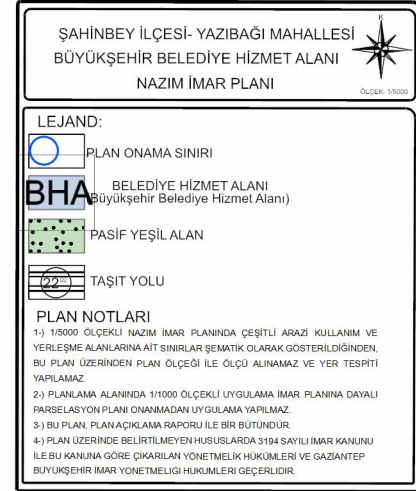 ŞAHİNBEY İLÇESİ- YAZIBAĞI MAHALLESİ
BÜYÜKŞEHİR BELEDİYE HİZMET ALANI
NAZIM İMAR PLANI
K
ÖLÇEK: 1/5000
LEJAND:
PLAN ONAMA SINIRI
BHA
BELEDİYE HİZMET ALANI
Büyükşehir Belediye Hizmet Alanı)
PASİF YEŞİL ALAN
22
TAŞIT YOLU
PLAN NOTLARI
1-) 1/5000 ÖLÇEKLİ NAZIM İMAR PLANINDA ÇEŞİTLİ ARAZİ KULLANIM VE
YERLEŞME ALANLARINA AİT SINIRLAR ŞEMATİK OLARAK GÖSTERİLDİĞİNDEN,
BU PLAN ÜZERİNDEN PLAN ÖLÇEĞİ İLE ÖLÇÜ ALINAMAZ VE YER TESPİTİ
YAPILAMAZ.
2-) PLANLAMA ALANINDA 1/1000 ÖLÇEKLİ UYGULAMA İMAR PLANINA DAYALI
PARSELASYON PLANI ONANMADAN UYGULAMA YAPILMAZ.
3-) BU PLAN, PLAN AÇIKLAMA RAPORU İLE BİR BÜTÜNDÜR.
4-) PLAN ÜZERİNDE BELİRTİLMEYEN HUSUSLARDA 3194 SAYILI İMAR KANUNU
İLE BU KANUNA GÖRE ÇIKARILAN YÖNETMELİK HÜKÜMLERİ VE GAZİANTEP
BÜYÜKŞEHİR İMAR YÖNETMELİĞİ HÜKÜMLERİ GEÇERLİDİR.